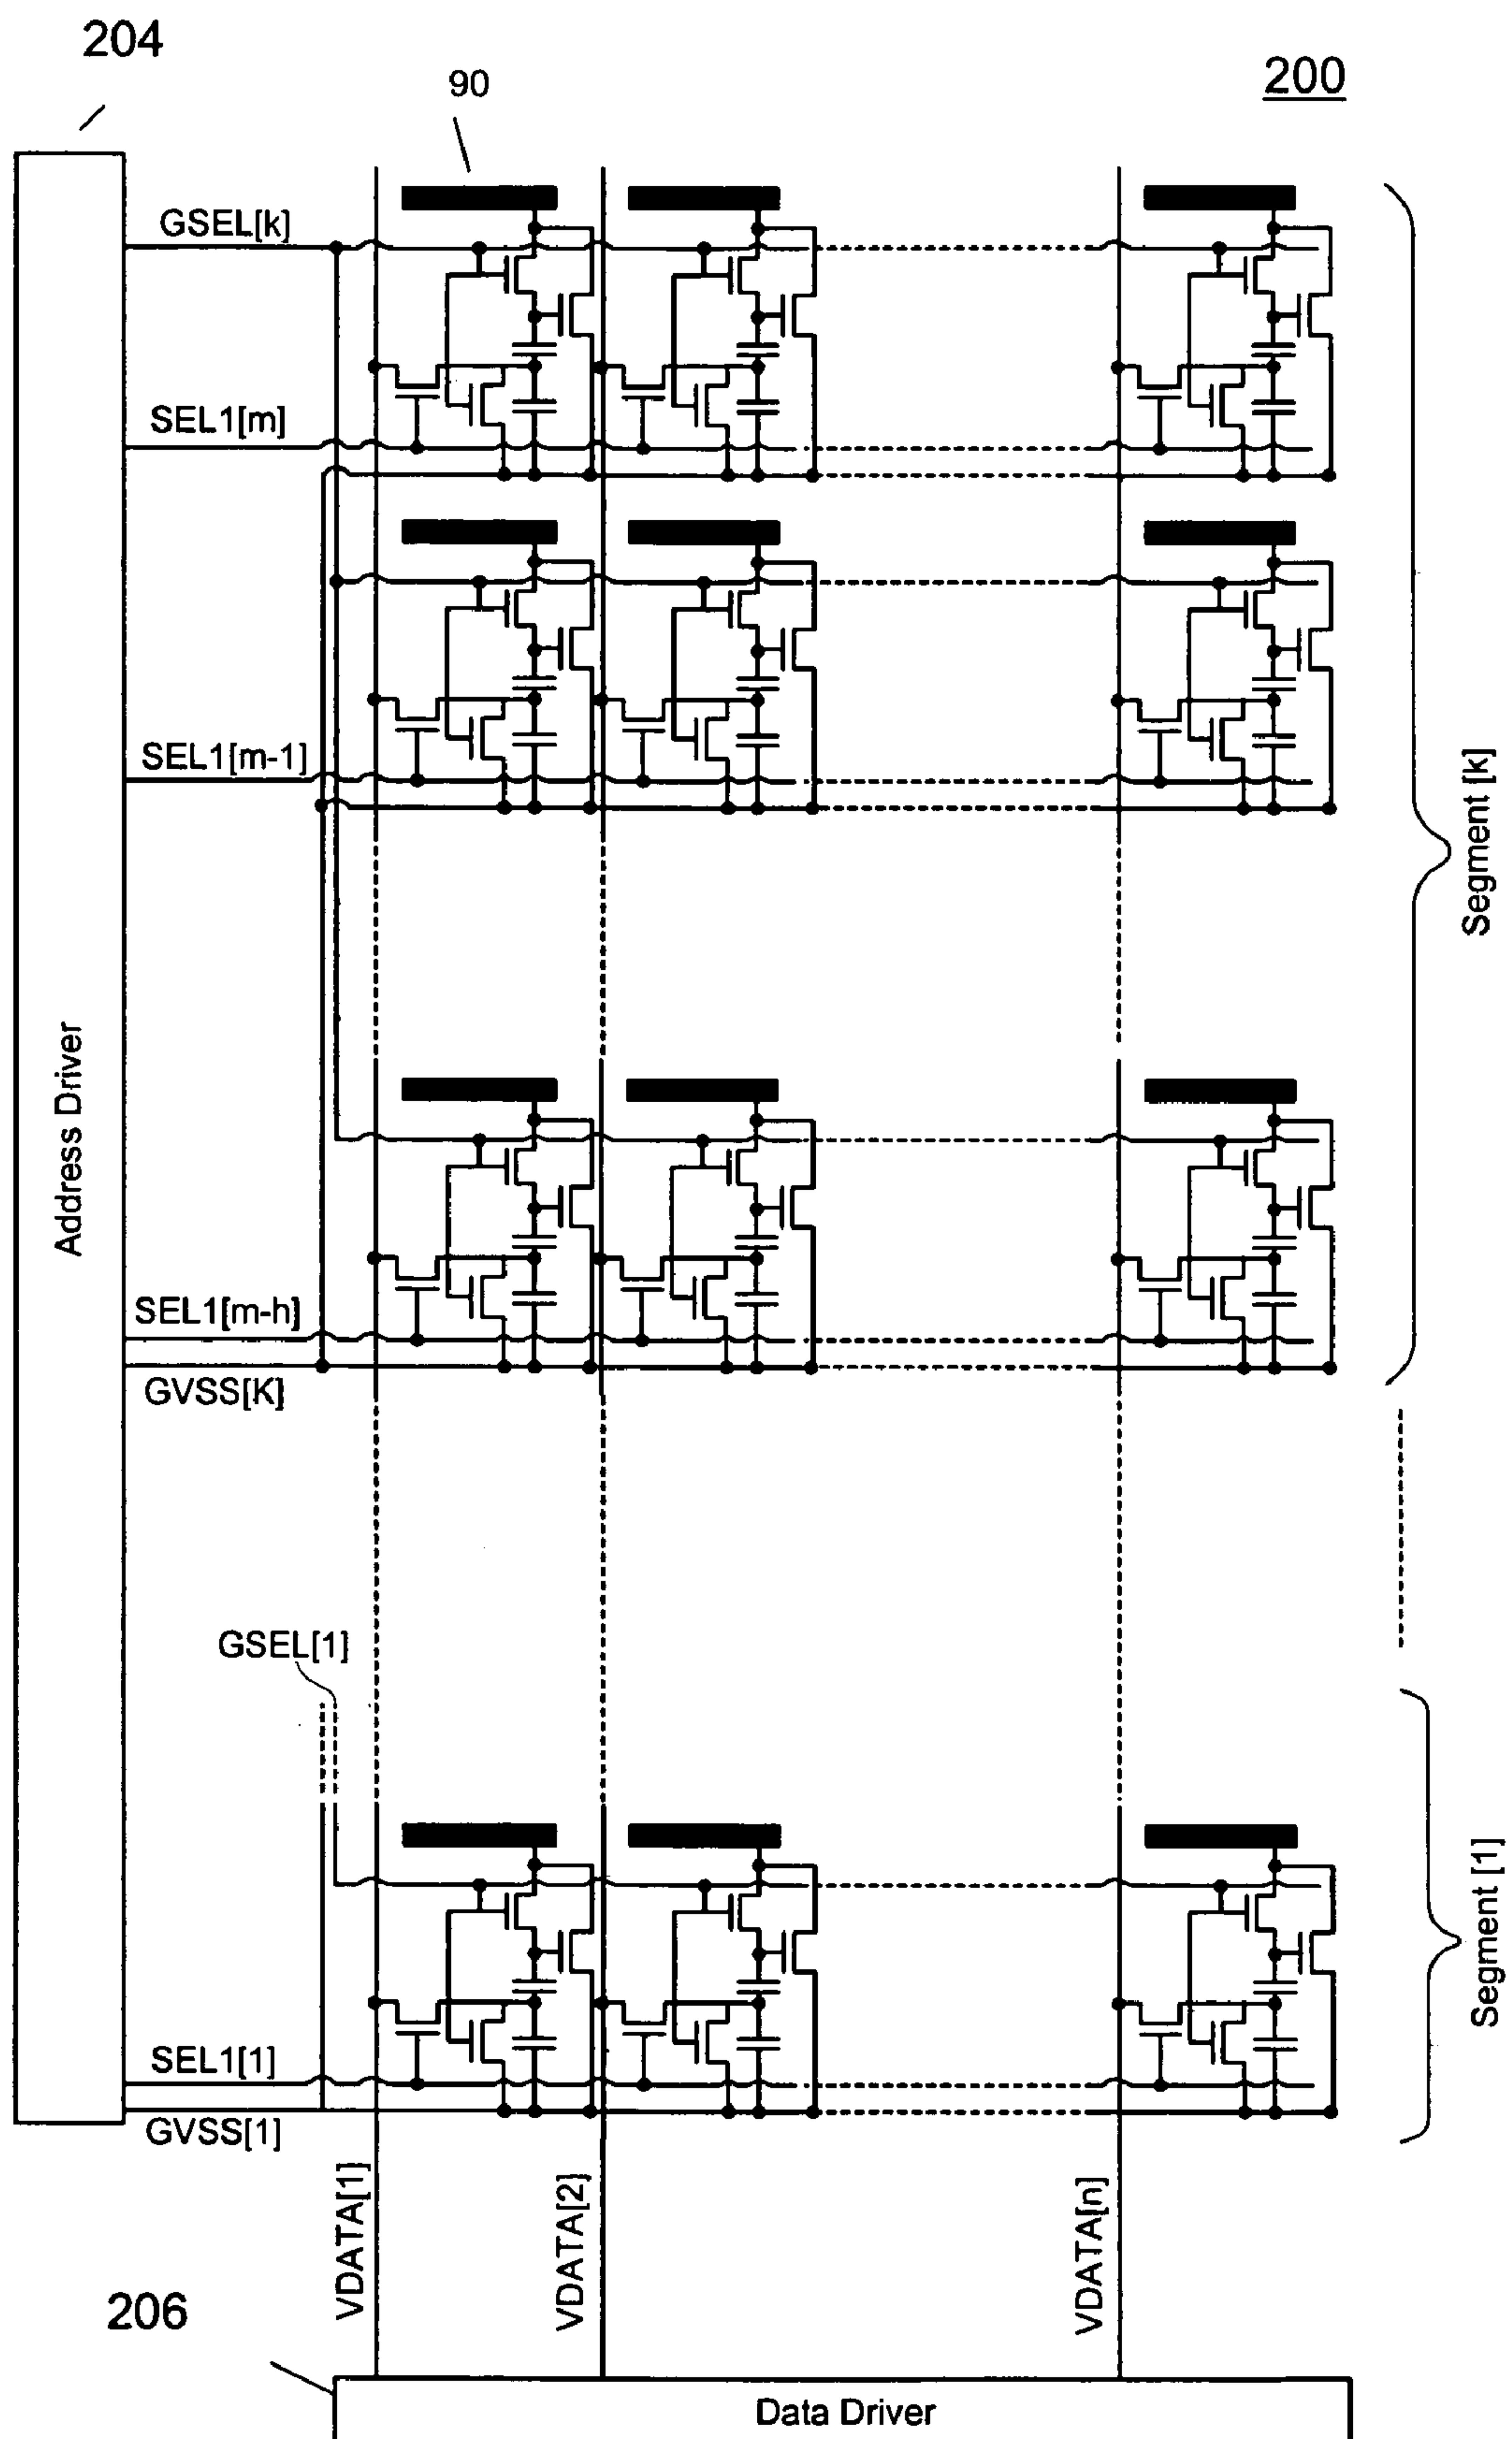 204
90
200
GSEL[k]
SEL1[m]
SEL1[m-1]
Segment [k]
Address Driver
SEL1[m-h]
GVSS[K]
GSEL[1]
Segment [1]
SEL1[1]
GVSS[1]
VDATA[1]
VDATA[2]
VDATA[n]
206
Data Driver